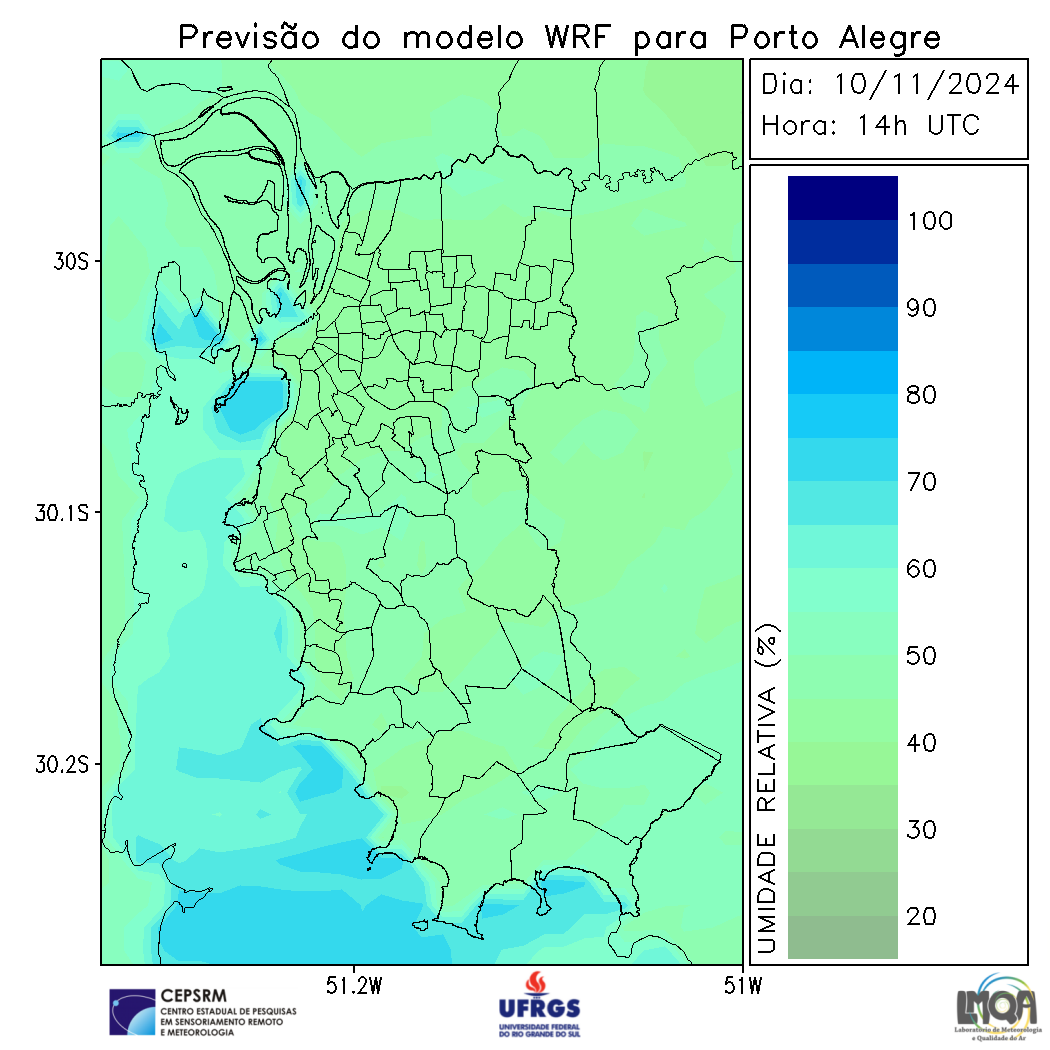 Previsão do modelo WRF para Porto Alegre
Dia: 10/11/2024
Hora: 14h UTC
30S
30.1S
30.2S
51.2W
51W
UMIDADE RELATIVA (%)
100
90
80
70
60
50
40
30
20
CEPSRM
CENTRO ESTADUAL DE PESQUISAS
EM SENSORIAMENTO REMOTO
E METEOROLOGIA
UFRGS
UNIVERSIDADE FEDERAL
DO RIO GRANDE DO SUL
LMQA
Laboratório de Meteorologia
e Qualidade do Ar